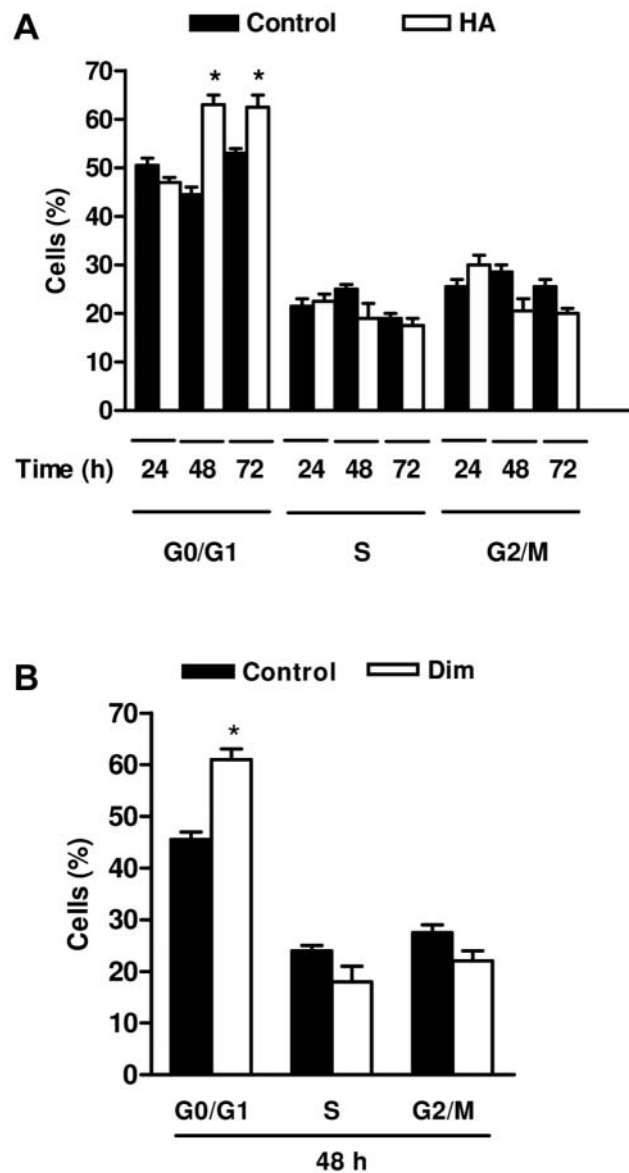 A
Control HA
70
60
50
40
30
20
10
0
Cells (%)
* *
Time (h) 24 48 72 24 48 72 24 48 72
G0/G1 S G2/M
B
Control Dim
70
60
50
40
30
20
10
0
Cells (%)
*
G0/G1 S G2/M
48 h